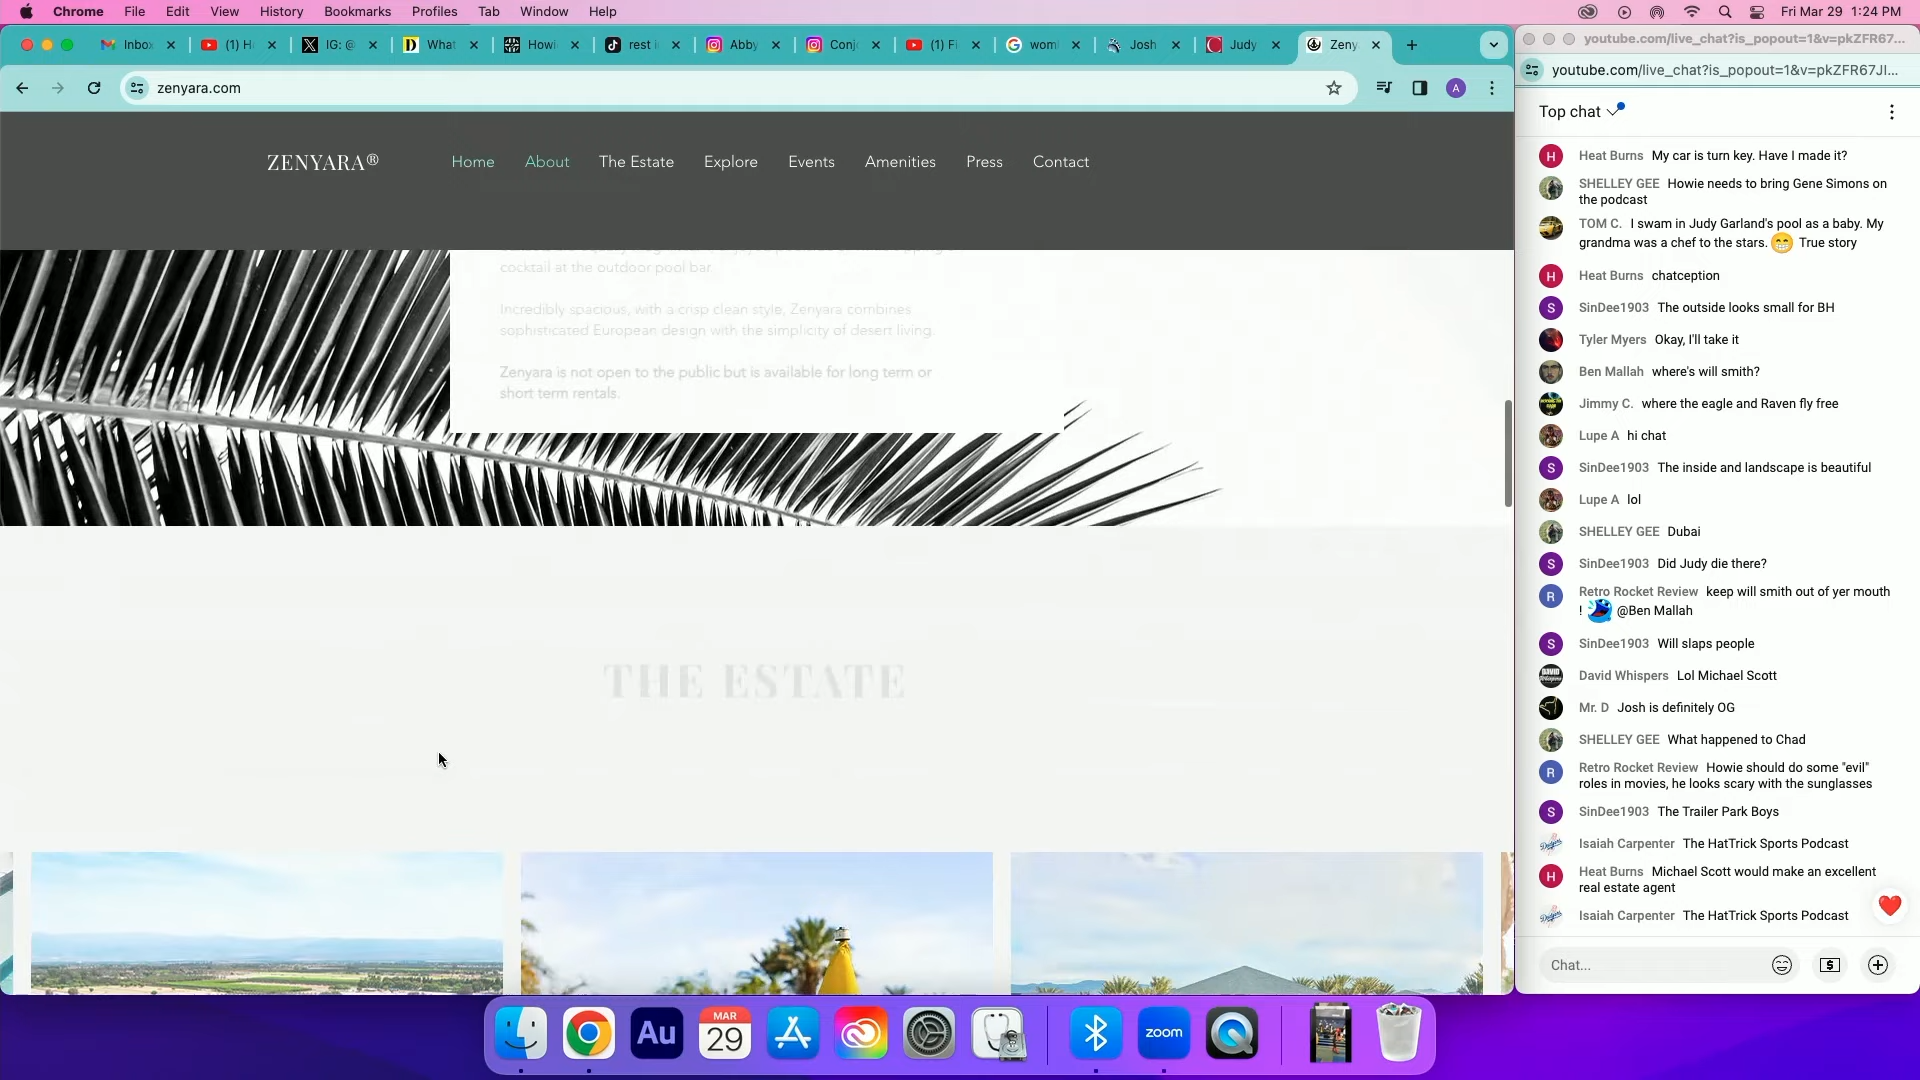 Chrome File Edit View History Bookmarks Profiles Tab Window Help
Fri Mar 29 1:24 PM
Inbox (1) H IG: @ What Howi rest i Abby Conj (1) Fi wom Josh Judy Zeny
zenyara.com
A
ZENYARA® Home About The Estate Explore Events Amenities Press Contact
cocktail at the outdoor pool bar.
Incredibly spacious, with a crisp clean style, Zenyara combines
sophisticated European design with the simplicity of desert living.
Zenyara is not open to the public but is available for long term or
short term rentals.
THE ESTATE
youtube.com/live_chat?is_popout=1&v=pkZFR67...
youtube.com/live_chat?is_popout=1&v=pkZFR67JI...
Top chat
H Heat Burns My car is turn key. Have I made it?
SHELLEY GEE Howie needs to bring Gene Simons on
the podcast
TOM C. I swam in Judy Garland's pool as a baby. My
grandma was a chef to the stars. 😁 True story
H Heat Burns chatception
S SinDee1903 The outside looks small for BH
Tyler Myers Okay, I'll take it
Ben Mallah where's will smith?
Jimmy C. where the eagle and Raven fly free
Lupe A hi chat
S SinDee1903 The inside and landscape is beautiful
Lupe A lol
SHELLEY GEE Dubai
S SinDee1903 Did Judy die there?
R Retro Rocket Review keep will smith out of yer mouth
! @Ben Mallah
S SinDee1903 Will slaps people
David Whispers Lol Michael Scott
Mr. D Josh is definitely OG
SHELLEY GEE What happened to Chad
R Retro Rocket Review Howie should do some "evil"
roles in movies, he looks scary with the sunglasses
S SinDee1903 The Trailer Park Boys
Dodgers Isaiah Carpenter The HatTrick Sports Podcast
H Heat Burns Michael Scott would make an excellent
real estate agent
Dodgers Isaiah Carpenter The HatTrick Sports Podcast
Chat...
Au MAR 29 zoom